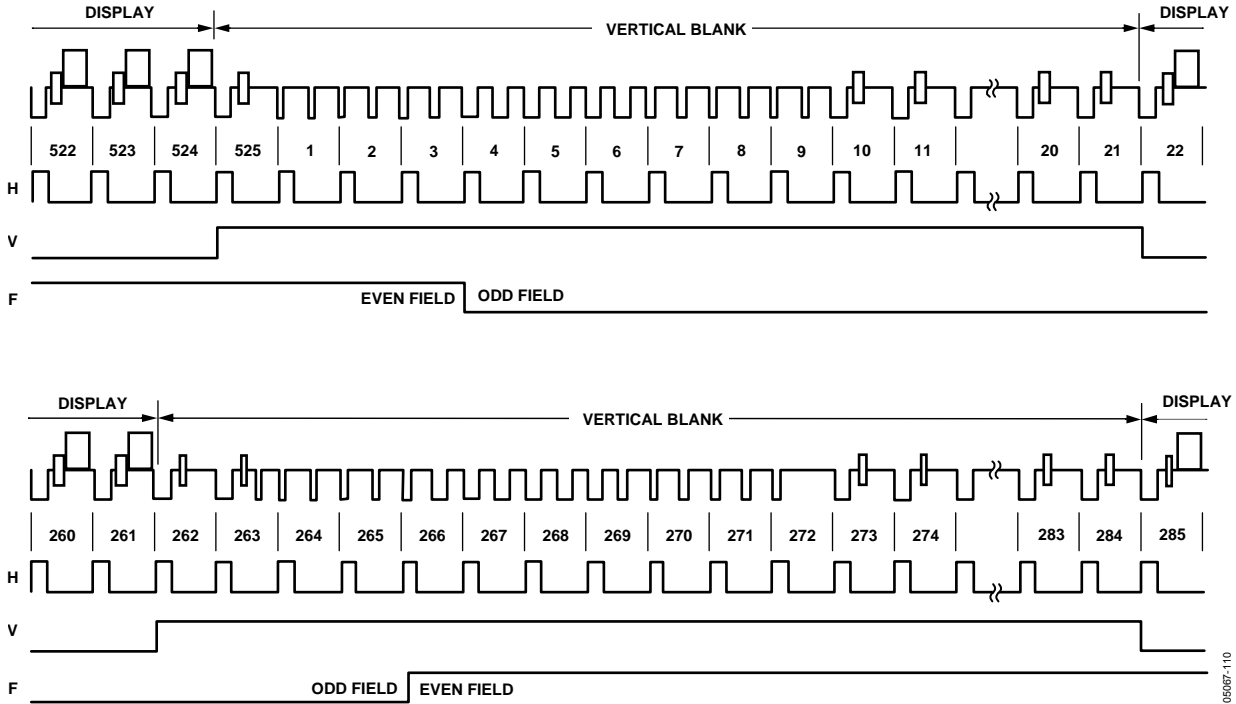 DISPLAY VERTICAL BLANK DISPLAY
522 523 524 525 1 2 3 4 5 6 7 8 9 10 11 20 21 22
H
V
F EVEN FIELD ODD FIELD
DISPLAY VERTICAL BLANK DISPLAY
260 261 262 263 264 265 266 267 268 269 270 271 272 273 274 283 284 285
H
V
F ODD FIELD EVEN FIELD
05067-110